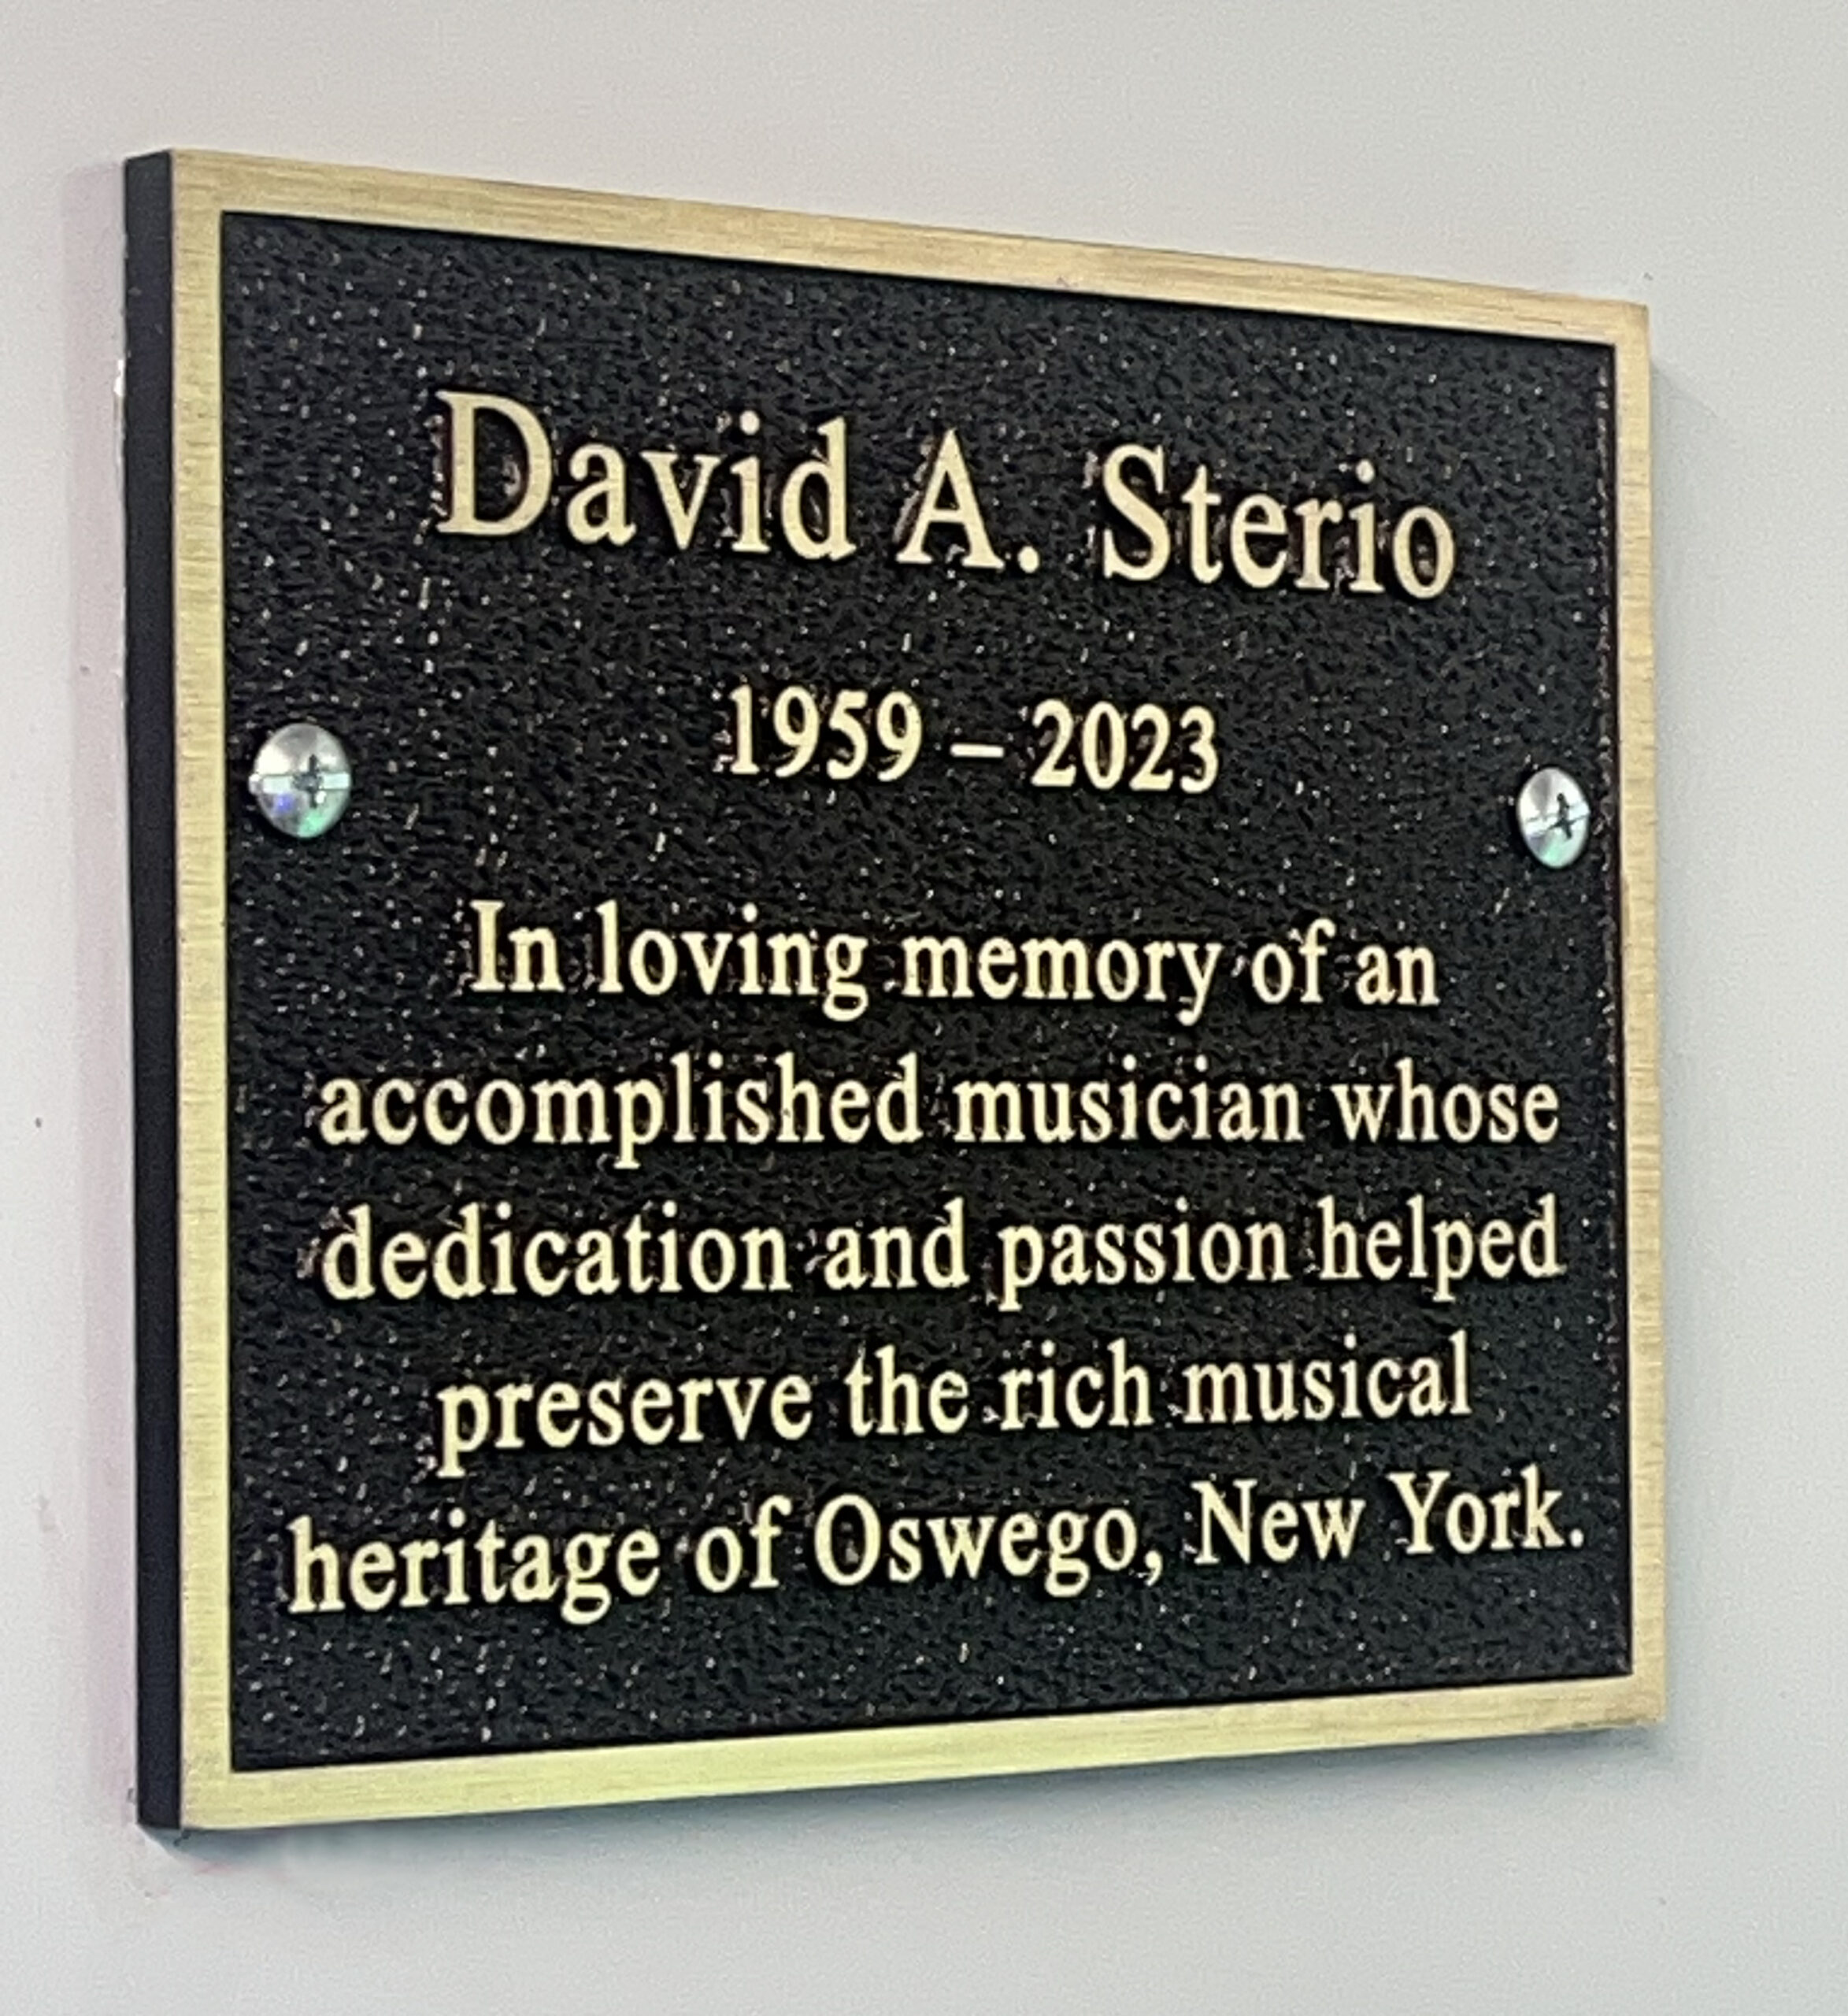 David A. Sterio
1959 – 2023
In loving memory of an
accomplished musician whose
dedication and passion helped
preserve the rich musical
heritage of Oswego, New York.